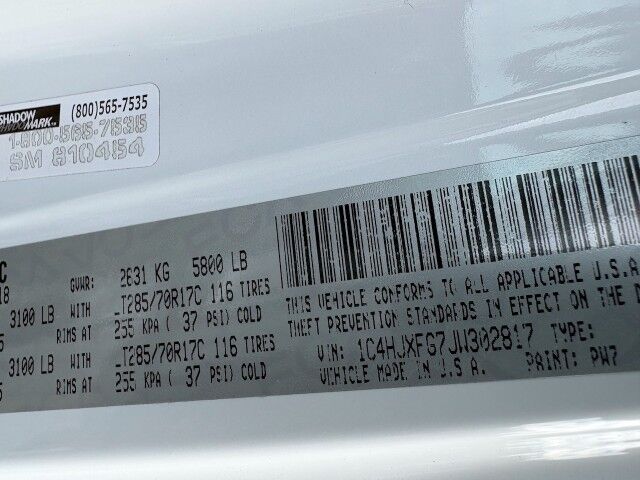 SHADOW
MARK
(800)565-7535
1-800-565-7535
SM 810454
C
18
GVWR: 2631 KG 5800 LB
3100 LB WITH LT285/70R17C 116 TIRES
5 RIMS AT 255 KPA ( 37 PSI) COLD
3100 LB WITH LT285/70R17C 116 TIRES
5 RIMS AT 255 KPA ( 37 PSI) COLD
THIS VEHICLE CONFORMS TO ALL APPLICABLE U.S.A
THEFT PREVENTION STANDARDS IN EFFECT ON THE D
VIN: 1C4HJXFG7JW302817 TYPE:
VEHICLE MADE IN U.S.A. PAINT: PW7